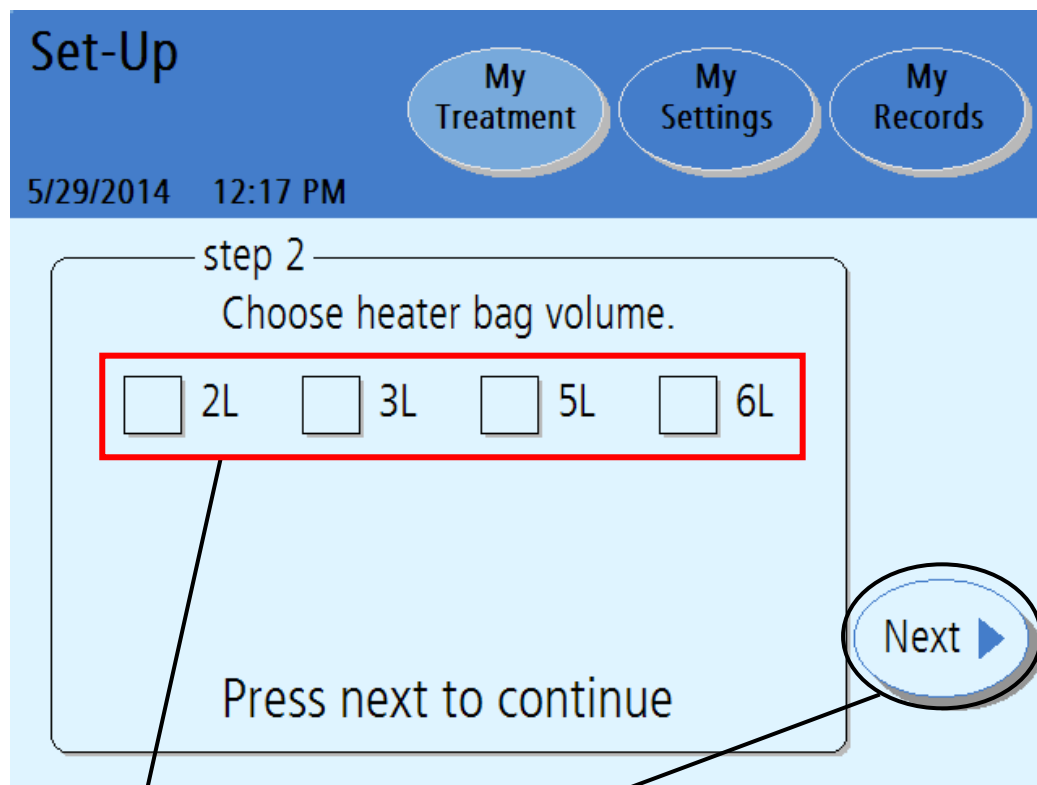 Set-Up
My
Treatment
My
Settings
My
Records
5/29/2014 12:17 PM
step 2
Choose heater bag volume.
2L 3L 5L 6L
Next
Press next to continue